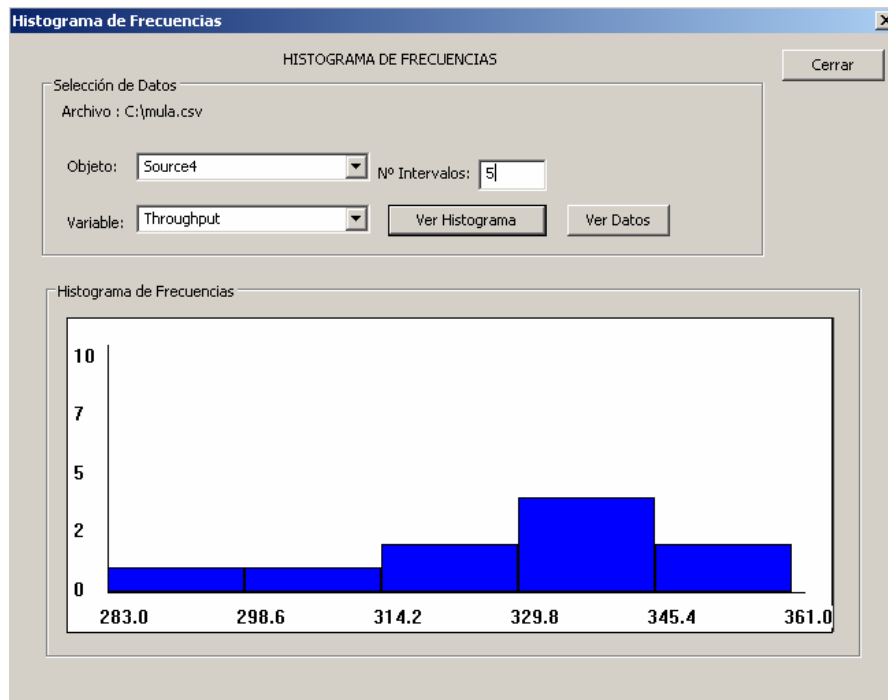 Histograma de Frecuencias
HISTOGRAMA DE FRECUENCIAS
Cerrar
Selección de Datos
Archivo : C:\mula.csv
Objeto: Source4 Nº Intervalos: 5
Variable: Throughput Ver Histograma Ver Datos
Histograma de Frecuencias
10
7
5
2
0
283.0 298.6 314.2 329.8 345.4 361.0